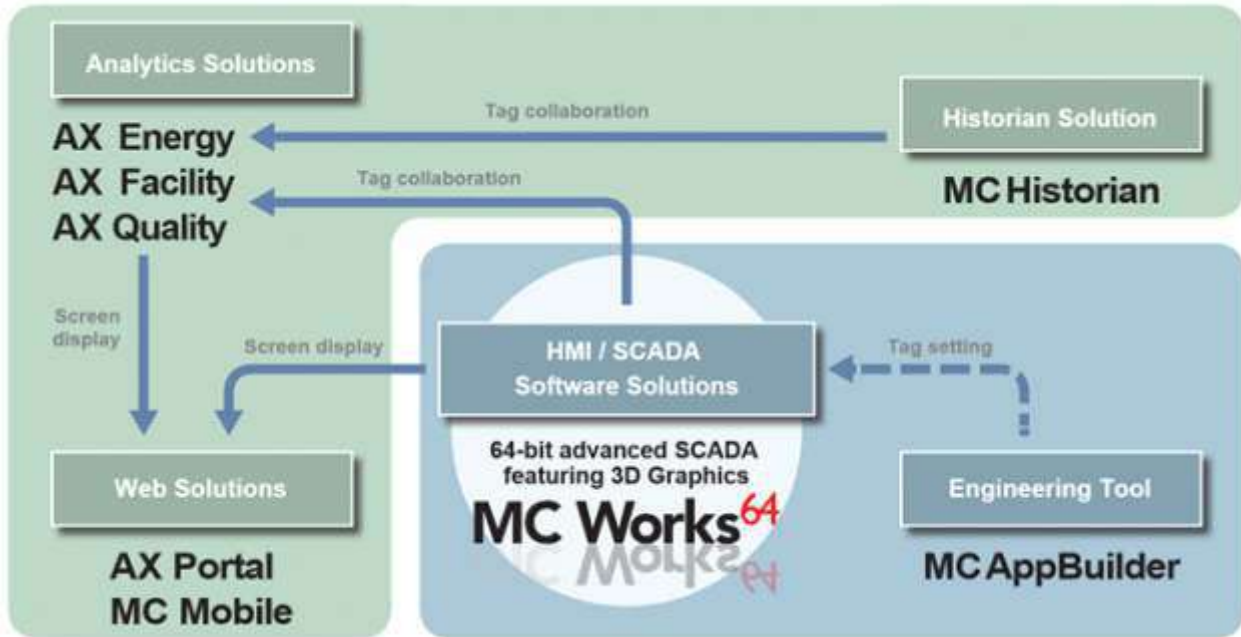 Analytics Solutions
AX Energy
AX Facility
AX Quality
Tag collaboration
Tag collaboration
Historian Solution
MC Historian
Screen
display
Screen display
HMI / SCADA
Software Solutions
Tag setting
64-bit advanced SCADA
featuring 3D Graphics
MC Works64
Web Solutions
AX Portal
MC Mobile
Engineering Tool
MC AppBuilder